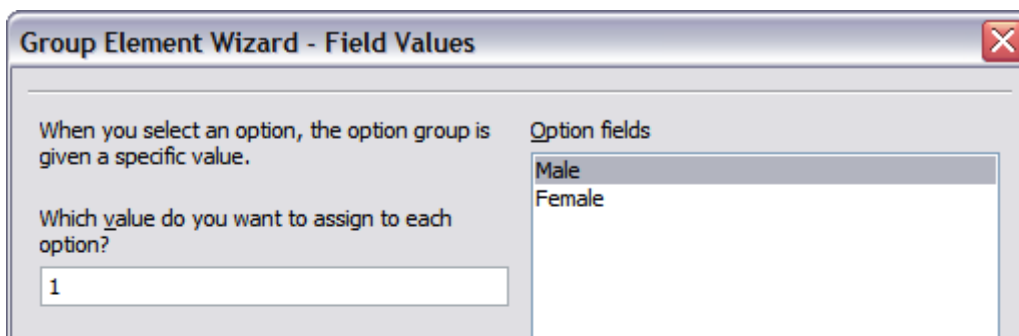 Group Element Wizard - Field Values
When you select an option, the option group is
given a specific value.
Which value do you want to assign to each
option?
1
Option fields
Male
Female